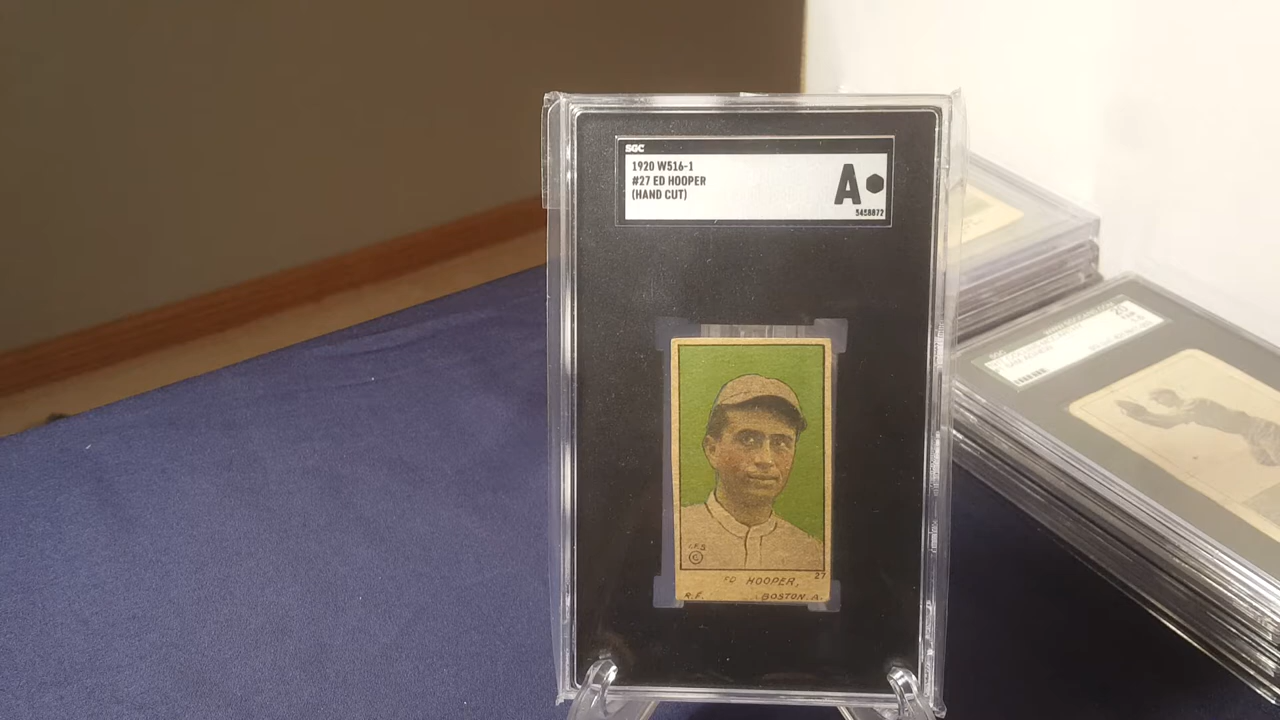 SGC
1920 W516-1
#27 ED HOOPER
(HAND CUT)
A
5458872
27
ED HOOPER,
R.F. BOSTON. A.